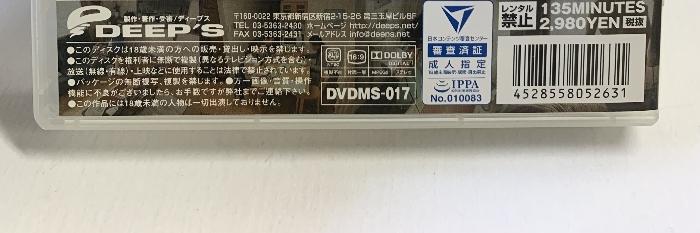 製作・著作・受審/ディープス
DEEP'S
〒160-0022 東京都新宿区新宿2-15-26 第三玉屋ビル8F
TEL 03-5363-2430 ホームページ http://deeps.net/
FAX 03-5363-2431 メールアドレス info@deeps.net
●このディスクは18歳未満の方への販売・貸出し・映示を禁じます。
●このディスクを権利者に無断で複製(異なるテレビジョン方式を含む)、
放送(無線・有線)・上映などに使用することは法律で禁止されています。
●パッケージの無断複写、複製を禁じます。●万一画像・音質・操作
機能に不良がございましたら、お手数ですが弊社までご連絡下さい。
●この作品には18歳未満の人物は一切出演しておりません。
16:9
DOLBY
DIGITAL
DVDMS-017
日本コンテンツ審査センター
審査済証
成人指定
IPPA
No.010083
レンタル
禁止
135MINUTES
2,980YEN 税抜
4528558052631